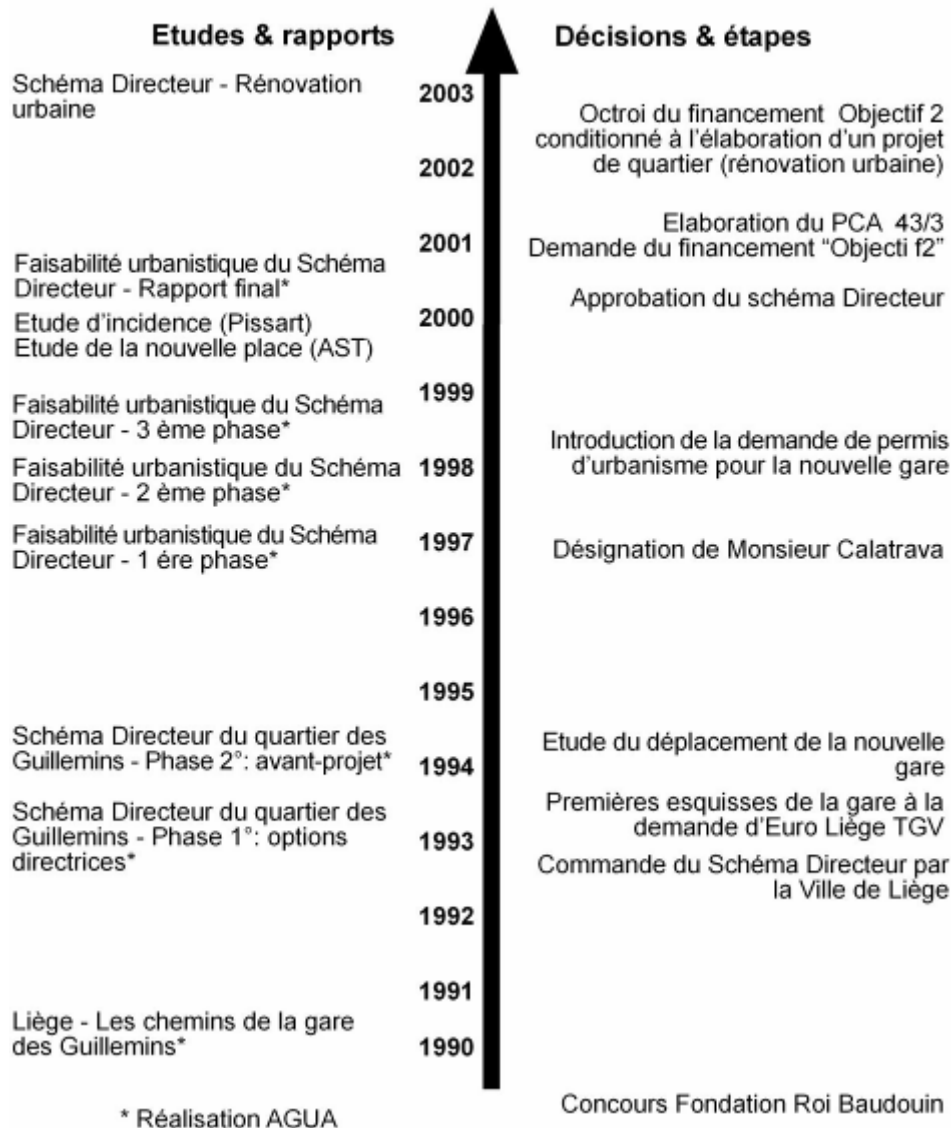 Etudes & rapports
Décisions & étapes
Schéma Directeur - Rénovation
urbaine
2003
Octroi du financement Objectif 2
conditionné à l'élaboration d'un projet
de quartier (rénovation urbaine)
2002
Elaboration du PCA 43/3
Demande du financement “Objecti f2”
2001
Faisabilité urbanistique du Schéma
Directeur - Rapport final*
Approbation du schéma Directeur
2000
Etude d'incidence (Pissart)
Etude de la nouvelle place (AST)
1999
Faisabilité urbanistique du Schéma
Directeur - 3 ème phase*
Introduction de la demande de permis
d'urbanisme pour la nouvelle gare
1998
Faisabilité urbanistique du Schéma
Directeur - 2 ème phase*
1997
Faisabilité urbanistique du Schéma
Directeur - 1 ére phase*
Désignation de Monsieur Calatrava
1996
1995
Schéma Directeur du quartier des
Guillemins - Phase 2°: avant-projet*
1994
Etude du déplacement de la nouvelle
gare
Schéma Directeur du quartier des
Guillemins - Phase 1°: options
directrices*
1993
Premières esquisses de la gare à la
demande d'Euro Liège TGV
Commande du Schéma Directeur par
la Ville de Liège
1992
1991
Liège - Les chemins de la gare
des Guillemins*
1990
Concours Fondation Roi Baudouin
* Réalisation AGUA